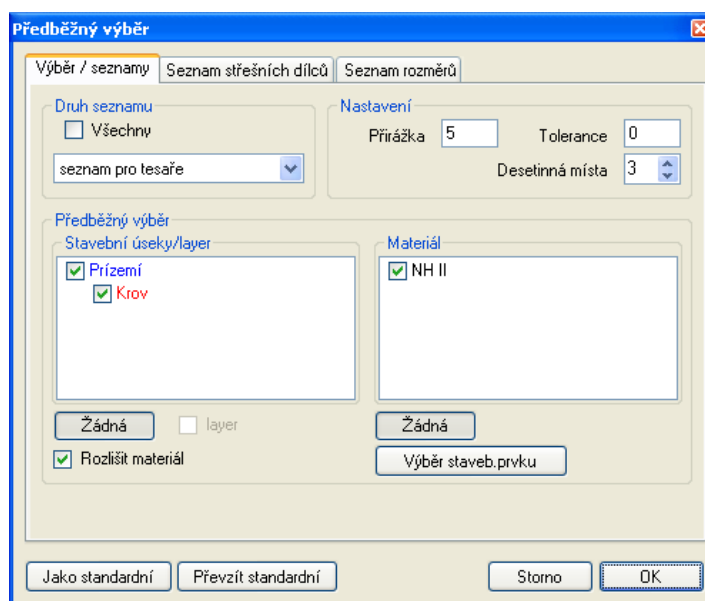 Předběžný výběr
Výběr / seznamy Seznam střešních dílců Seznam rozměrů
Druh seznamu
Všechny
seznam pro tesaře
Nastavení
Přirážka 5 Tolerance 0
Desetinná místa 3
Předběžný výběr
Stavební úseky/layer
Prízemí
Krov
Materiál
NH II
Žádná layer
Rozlišit materiál
Žádná
Výběr staveb.prvku
Jako standardní Převzít standardní Storno OK